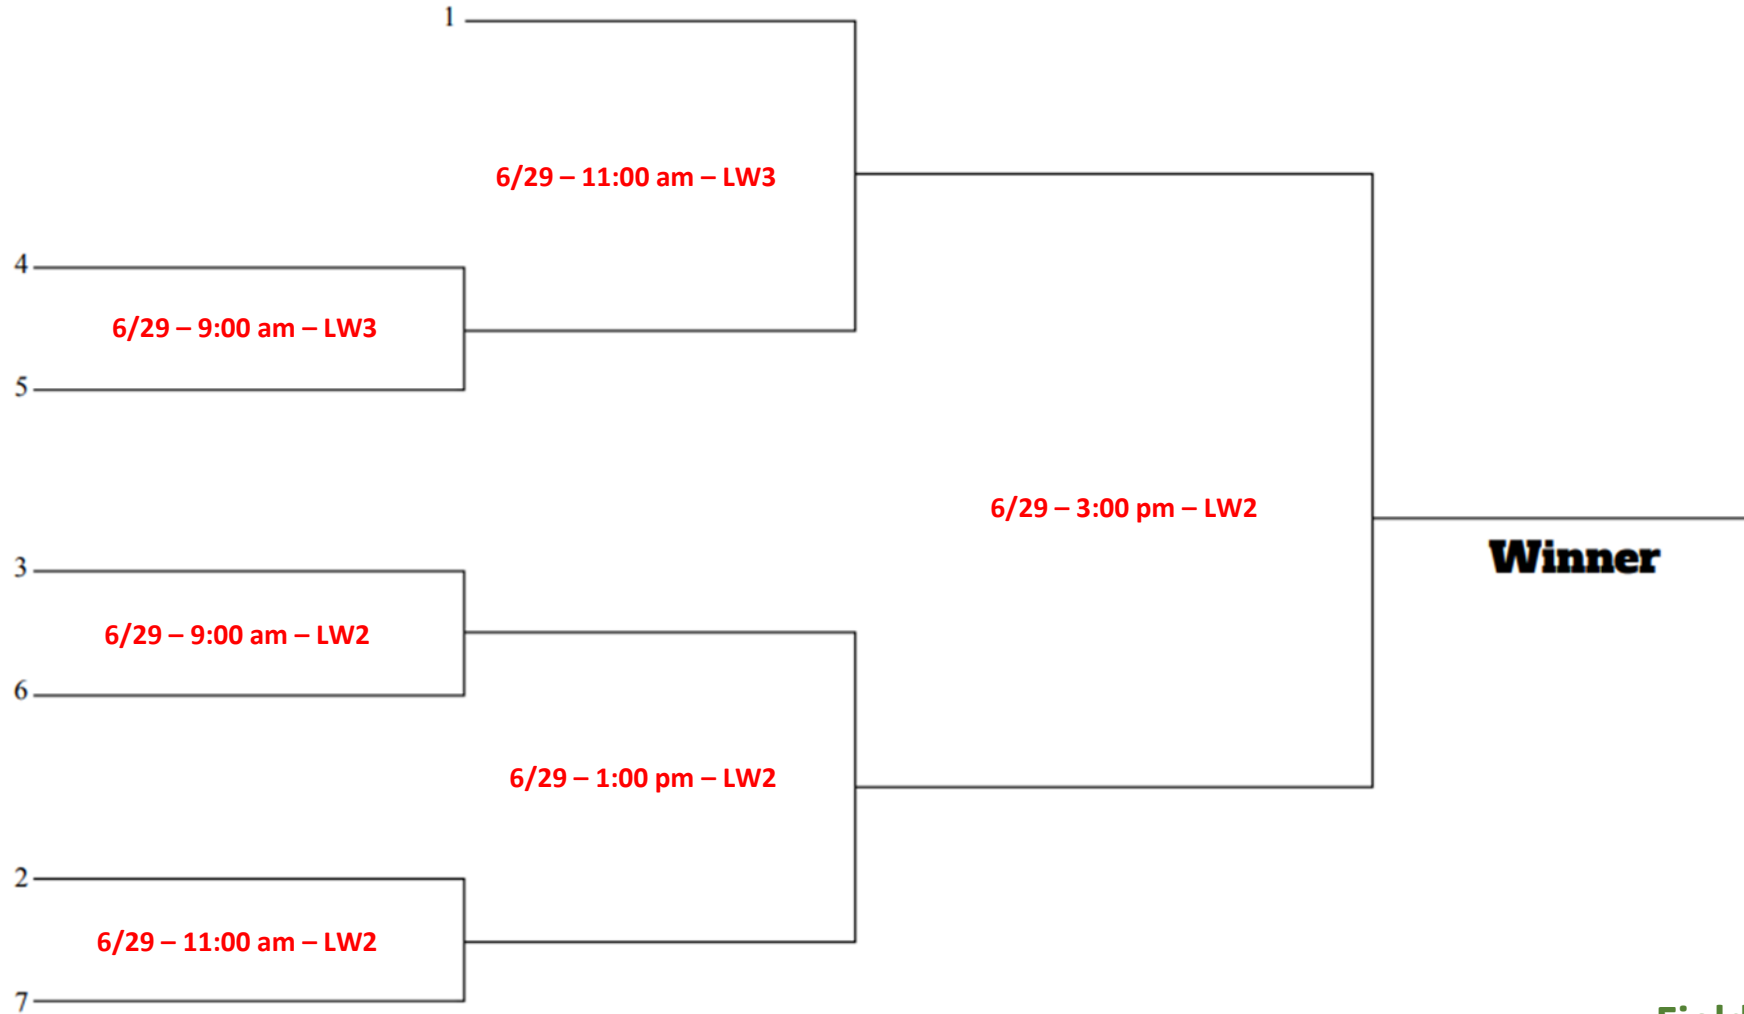 1
6/29 – 11:00 am – LW3
4
6/29 – 9:00 am – LW3
5
6/29 – 3:00 pm – LW2
Winner
3
6/29 – 9:00 am – LW2
6
6/29 – 1:00 pm – LW2
2
6/29 – 11:00 am – LW2
7